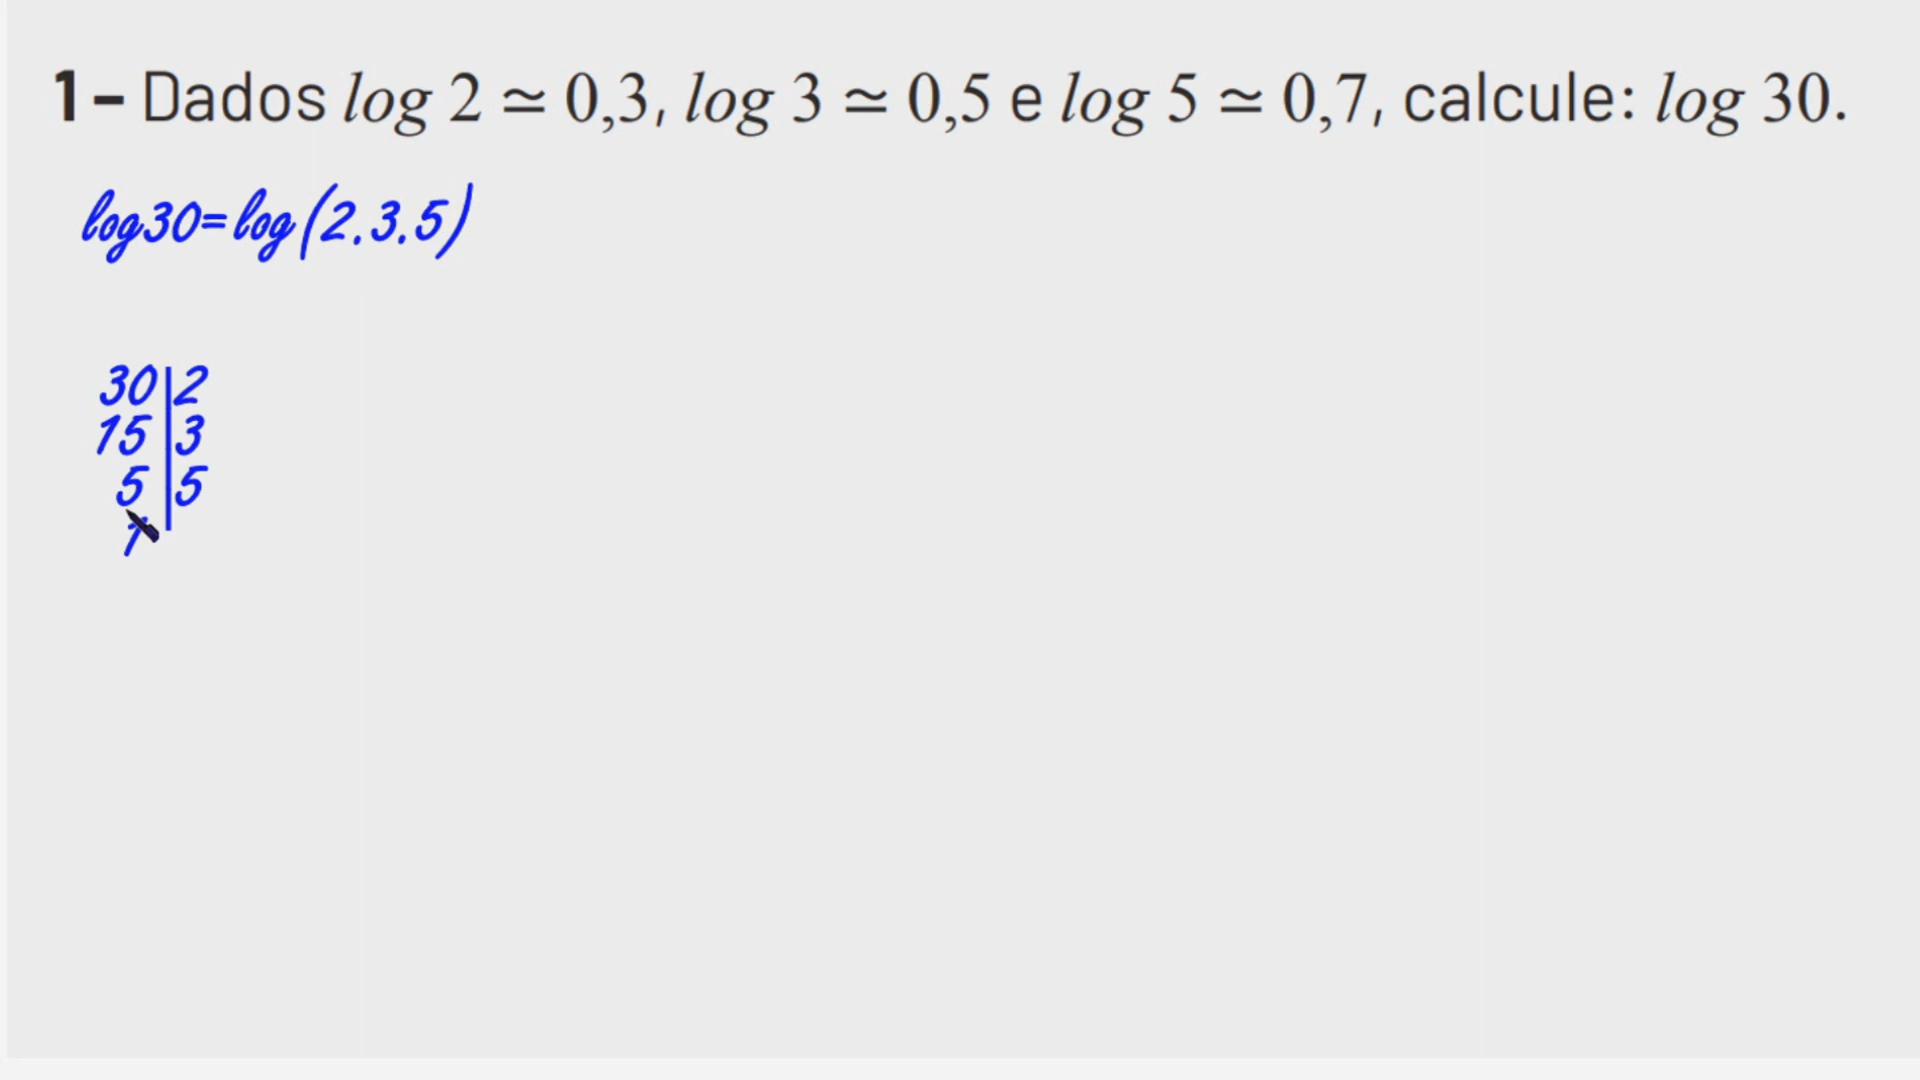 1 – Dados log 2 ≃ 0,3, log 3 ≃ 0,5 e log 5 ≃ 0,7, calcule: log 30.
log30=log(2.3.5)
30|2
15|3
5|5
1